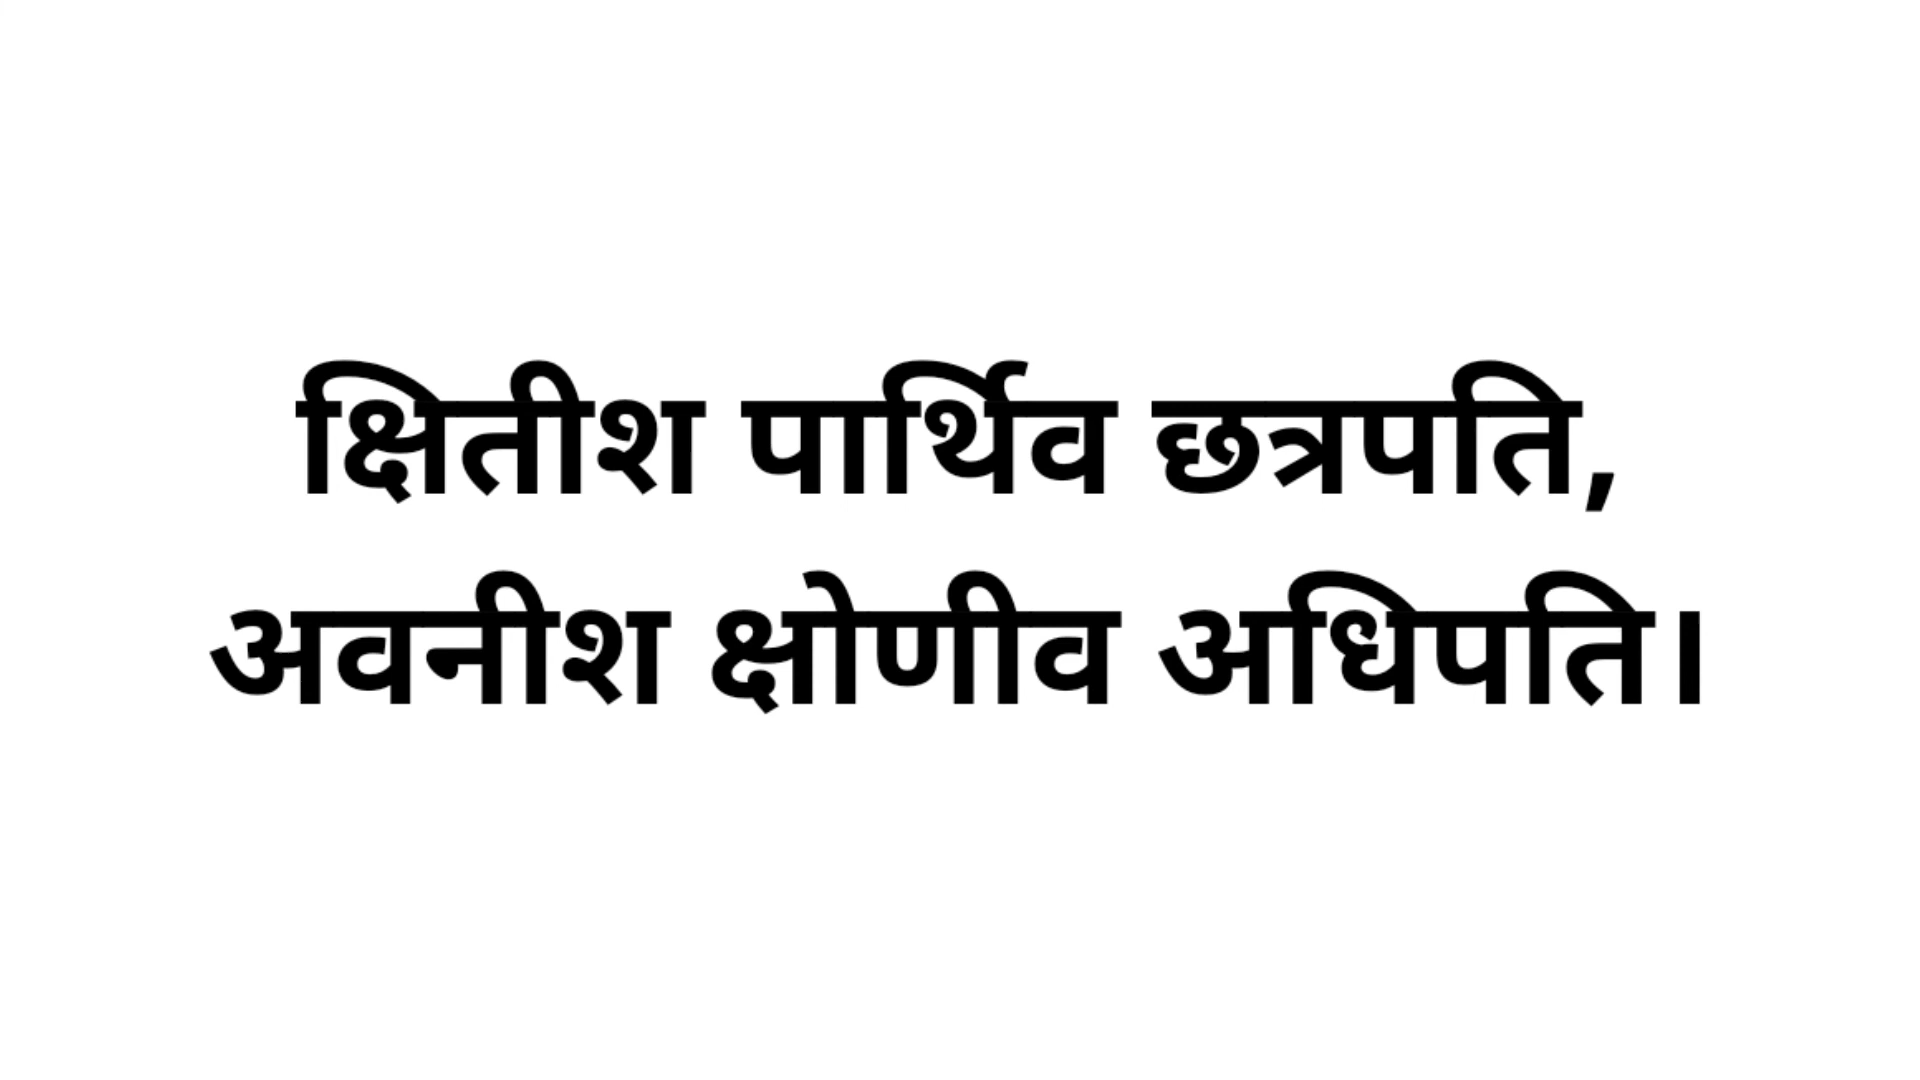 क्षितीश पार्थिव छत्रपति,
अवनीश क्षोणीव अधिपति।